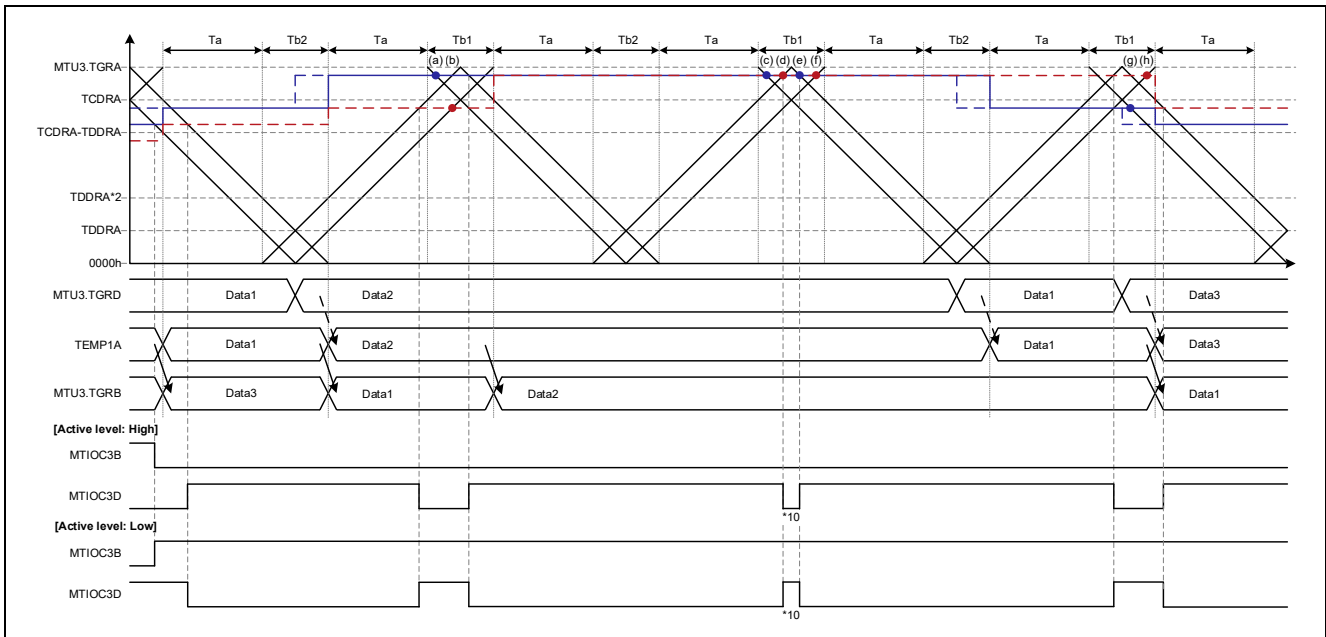 Ta Tb2 Ta Tb1 Ta Tb2 Ta Tb1 Ta Tb2 Ta Tb1 Ta
(a) (b) (c) (d) (e) (f) (g) (h)
MTU3.TGRA
TCDRA
TCDRA-TDDRA
TDDRA*2
TDDRA
0000h
MTU3.TGRD Data1 Data2 Data1 Data3
TEMP1A Data1 Data2 Data1 Data3
MTU3.TGRB Data3 Data1 Data2 Data1
[Active level: High]
MTIOC3B
MTIOC3D
*10
[Active level: Low]
MTIOC3B
MTIOC3D
*10